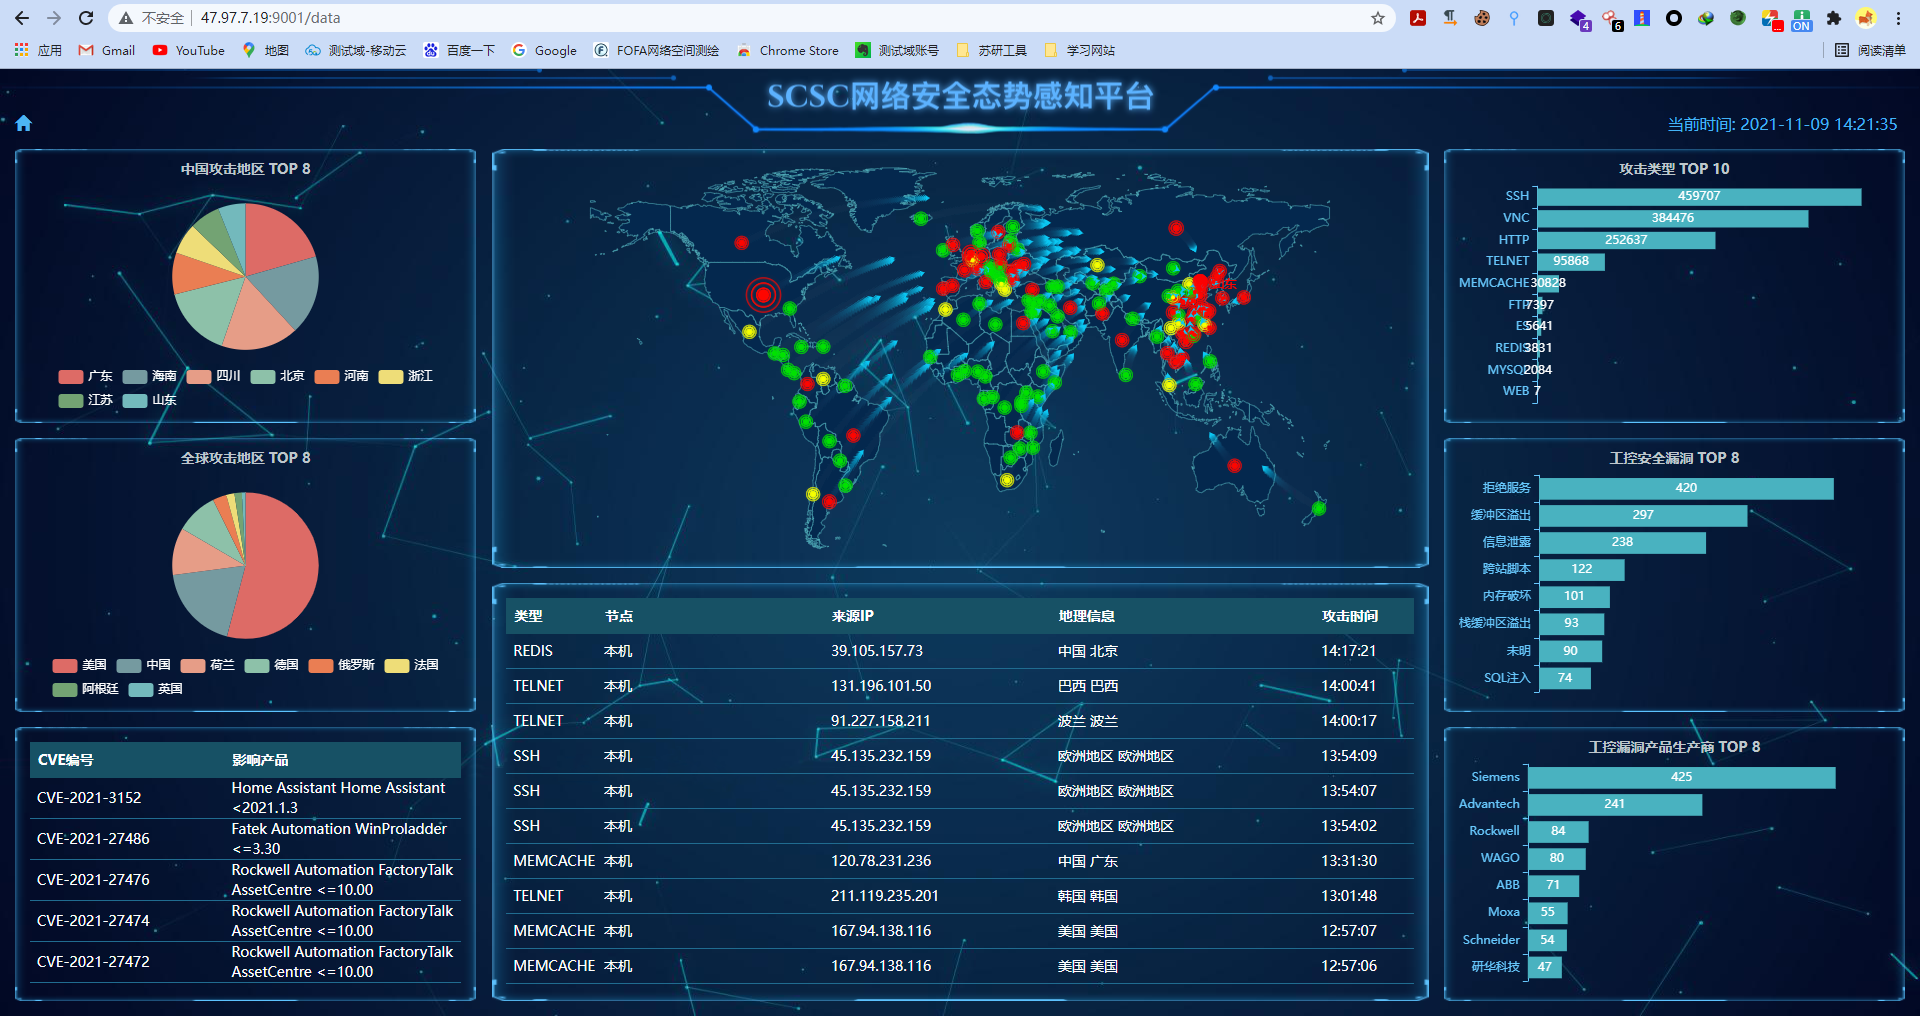 不安全 47.97.7.19:9001/data
应用 Gmail YouTube 地图 测试域-移动云 百度一下 Google FOFA网络空间测绘 Chrome Store 测试域账号 苏研工具 学习网站 阅读清单
4 6 ... ON
SCSC网络安全态势感知平台
当前时间: 2021-11-09 14:21:35
中国攻击地区 TOP 8
广东 海南 四川 北京 河南 浙江
江苏 山东
全球攻击地区 TOP 8
美国 中国 荷兰 德国 俄罗斯 法国
阿根廷 英国
CVE编号 影响产品
CVE-2021-3152 Home Assistant Home Assistant
<2021.1.3
CVE-2021-27486 Fatek Automation WinProladder
<=3.30
CVE-2021-27476 Rockwell Automation FactoryTalk
AssetCentre <=10.00
CVE-2021-27474 Rockwell Automation FactoryTalk
AssetCentre <=10.00
CVE-2021-27472 Rockwell Automation FactoryTalk
AssetCentre <=10.00
类型 节点 来源IP 地理信息 攻击时间
REDIS 本机 39.105.157.73 中国 北京 14:17:21
TELNET 本机 131.196.101.50 巴西 巴西 14:00:41
TELNET 本机 91.227.158.211 波兰 波兰 14:00:17
SSH 本机 45.135.232.159 欧洲地区 欧洲地区 13:54:09
SSH 本机 45.135.232.159 欧洲地区 欧洲地区 13:54:07
SSH 本机 45.135.232.159 欧洲地区 欧洲地区 13:54:02
MEMCACHE 本机 120.78.231.236 中国 广东 13:31:30
TELNET 本机 211.119.235.201 韩国 韩国 13:01:48
MEMCACHE 本机 167.94.138.116 美国 美国 12:57:07
MEMCACHE 本机 167.94.138.116 美国 美国 12:57:06
攻击类型 TOP 10
SSH 459707
VNC 384476
HTTP 252637
TELNET 95868
MEMCACHE 30828
FTP 7397
ES 5641
REDIS 3831
MYSQL 2084
WEB 7
工控安全漏洞 TOP 8
拒绝服务 420
缓冲区溢出 297
信息泄露 238
跨站脚本 122
内存破坏 101
栈缓冲区溢出 93
未明 90
SQL注入 74
工控漏洞产品生产商 TOP 8
Siemens 425
Advantech 241
Rockwell 84
WAGO 80
ABB 71
Moxa 55
Schneider 54
研华科技 47